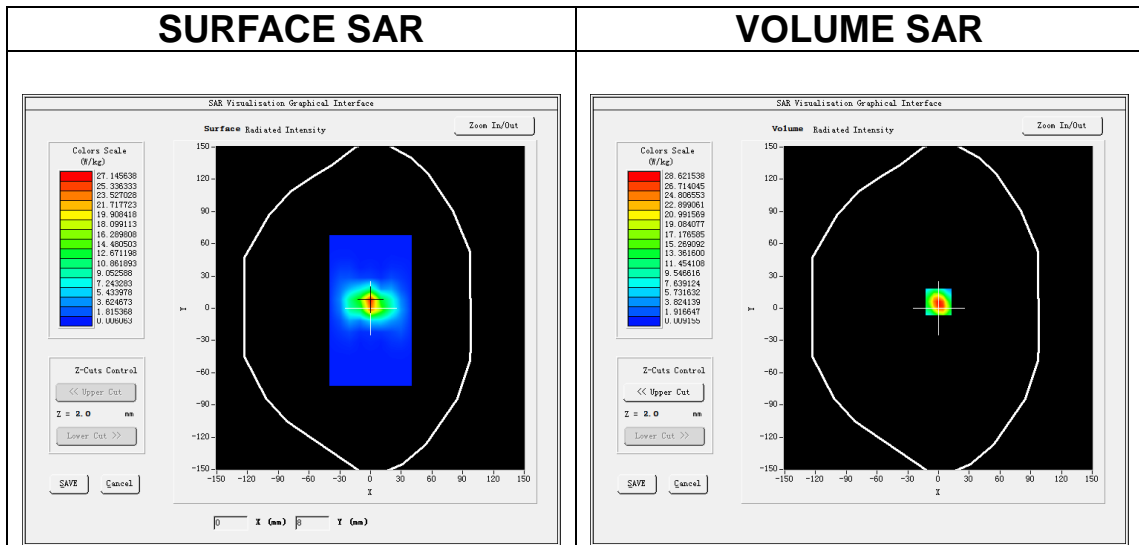 SURFACE SAR
VOLUME SAR
SAR Visualisation Graphical Interface
Surface Radiated Intensity
Zoom In/Out
Colors Scale
(W/kg)
27.145638
25.336333
23.527028
21.717723
19.908418
18.099113
16.289808
14.480503
12.671198
10.861893
9.052588
7.243283
5.433978
3.624673
1.815368
0.006063
150
120
90
60
30
0
-30
-60
-90
-120
-150
Y
-150 -120 -90 -60 -30 0 30 60 90 120 150
X
Z-Cuts Control
<< Upper Cut
Z = 2.0 mm
Lower Cut >>
SAVE Cancel
0 X (mm) 8 Y (mm)
SAR Visualisation Graphical Interface
Volume Radiated Intensity
Zoom In/Out
Colors Scale
(W/kg)
28.621538
26.714045
24.806553
22.899061
20.991569
19.084077
17.176585
15.269092
13.361600
11.454108
9.546616
7.639124
5.731632
3.824139
1.916647
0.009155
150
120
90
60
30
0
-30
-60
-90
-120
-150
Y
-150 -120 -90 -60 -30 0 30 60 90 120 150
X
Z-Cuts Control
<< Upper Cut
Z = 2.0 mm
Lower Cut >>
SAVE Cancel